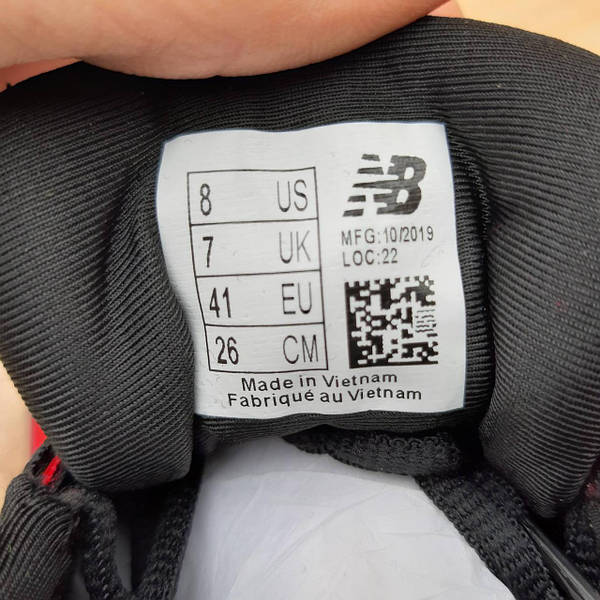 8 US
7 UK
41 EU
26 CM
NB
MFG:10/2019
LOC:22
Made in Vietnam
Fabriqué au Vietnam